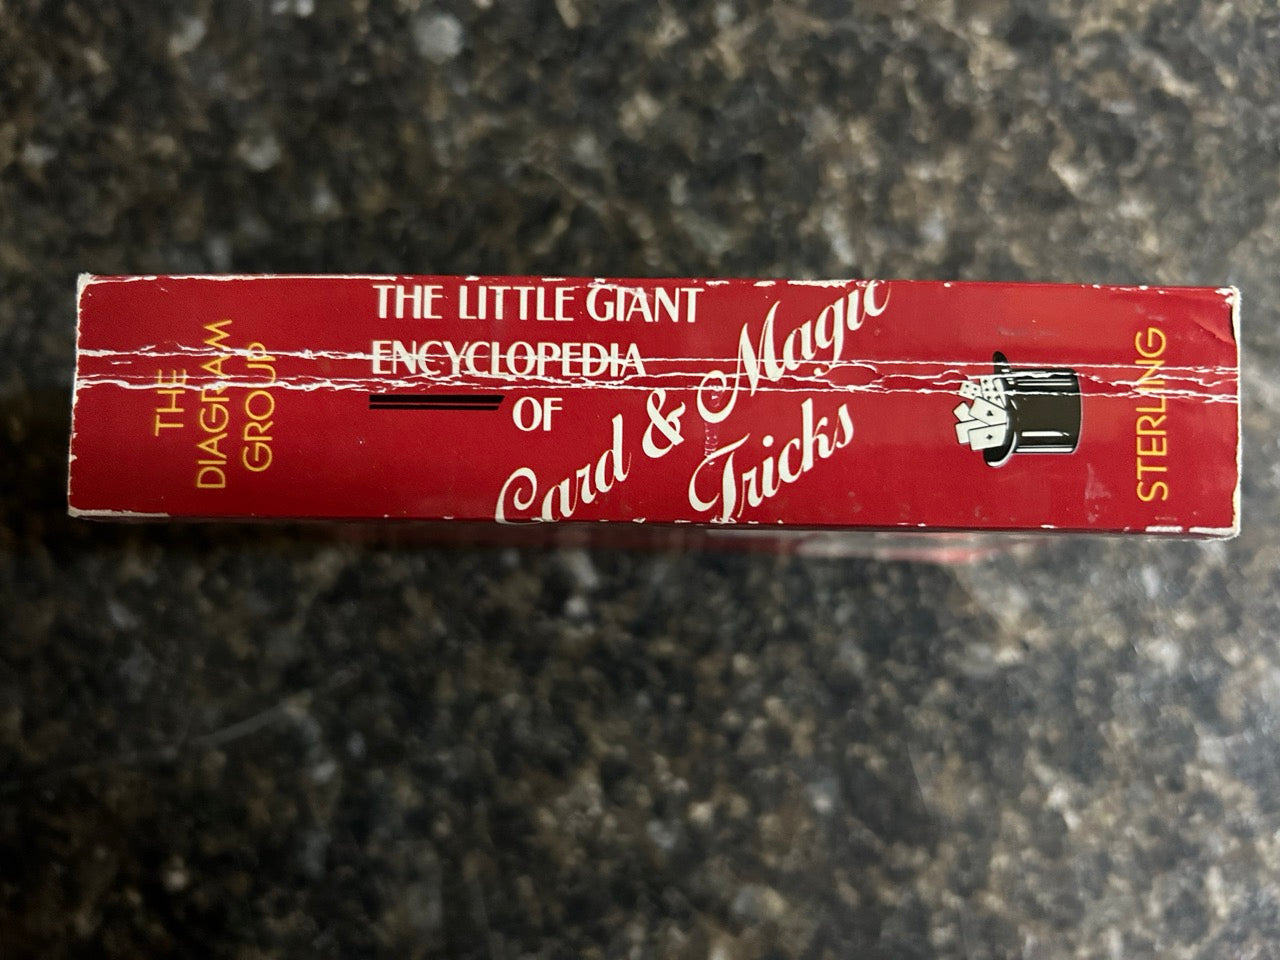 THE
DIAGRAM
GROUP
THE LITTLE GIANT
ENCYCLOPEDIA
OF
Card & Magic
Tricks
STERLING